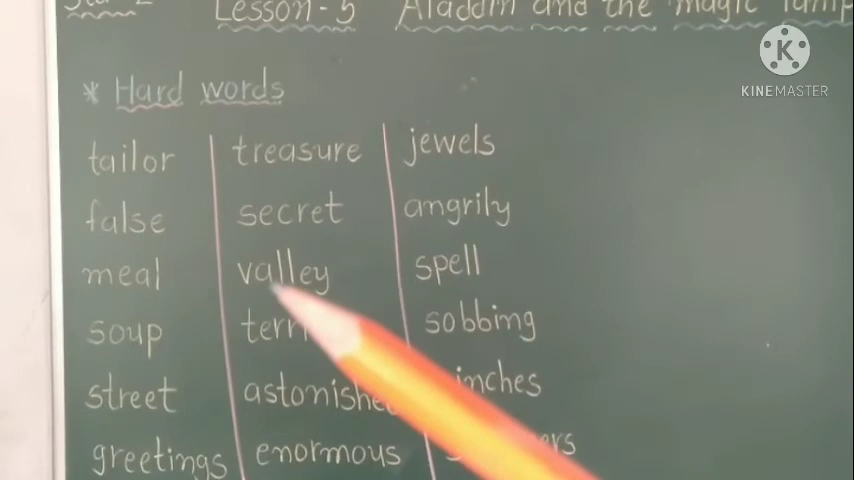 Lesson - 5 Aladdin and the magic lamp
K
KINEMASTER
* Hard words
tailor treasure jewels
false secret angrily
meal valley spell
soup sobbing
street astonished inches
greetings enormous